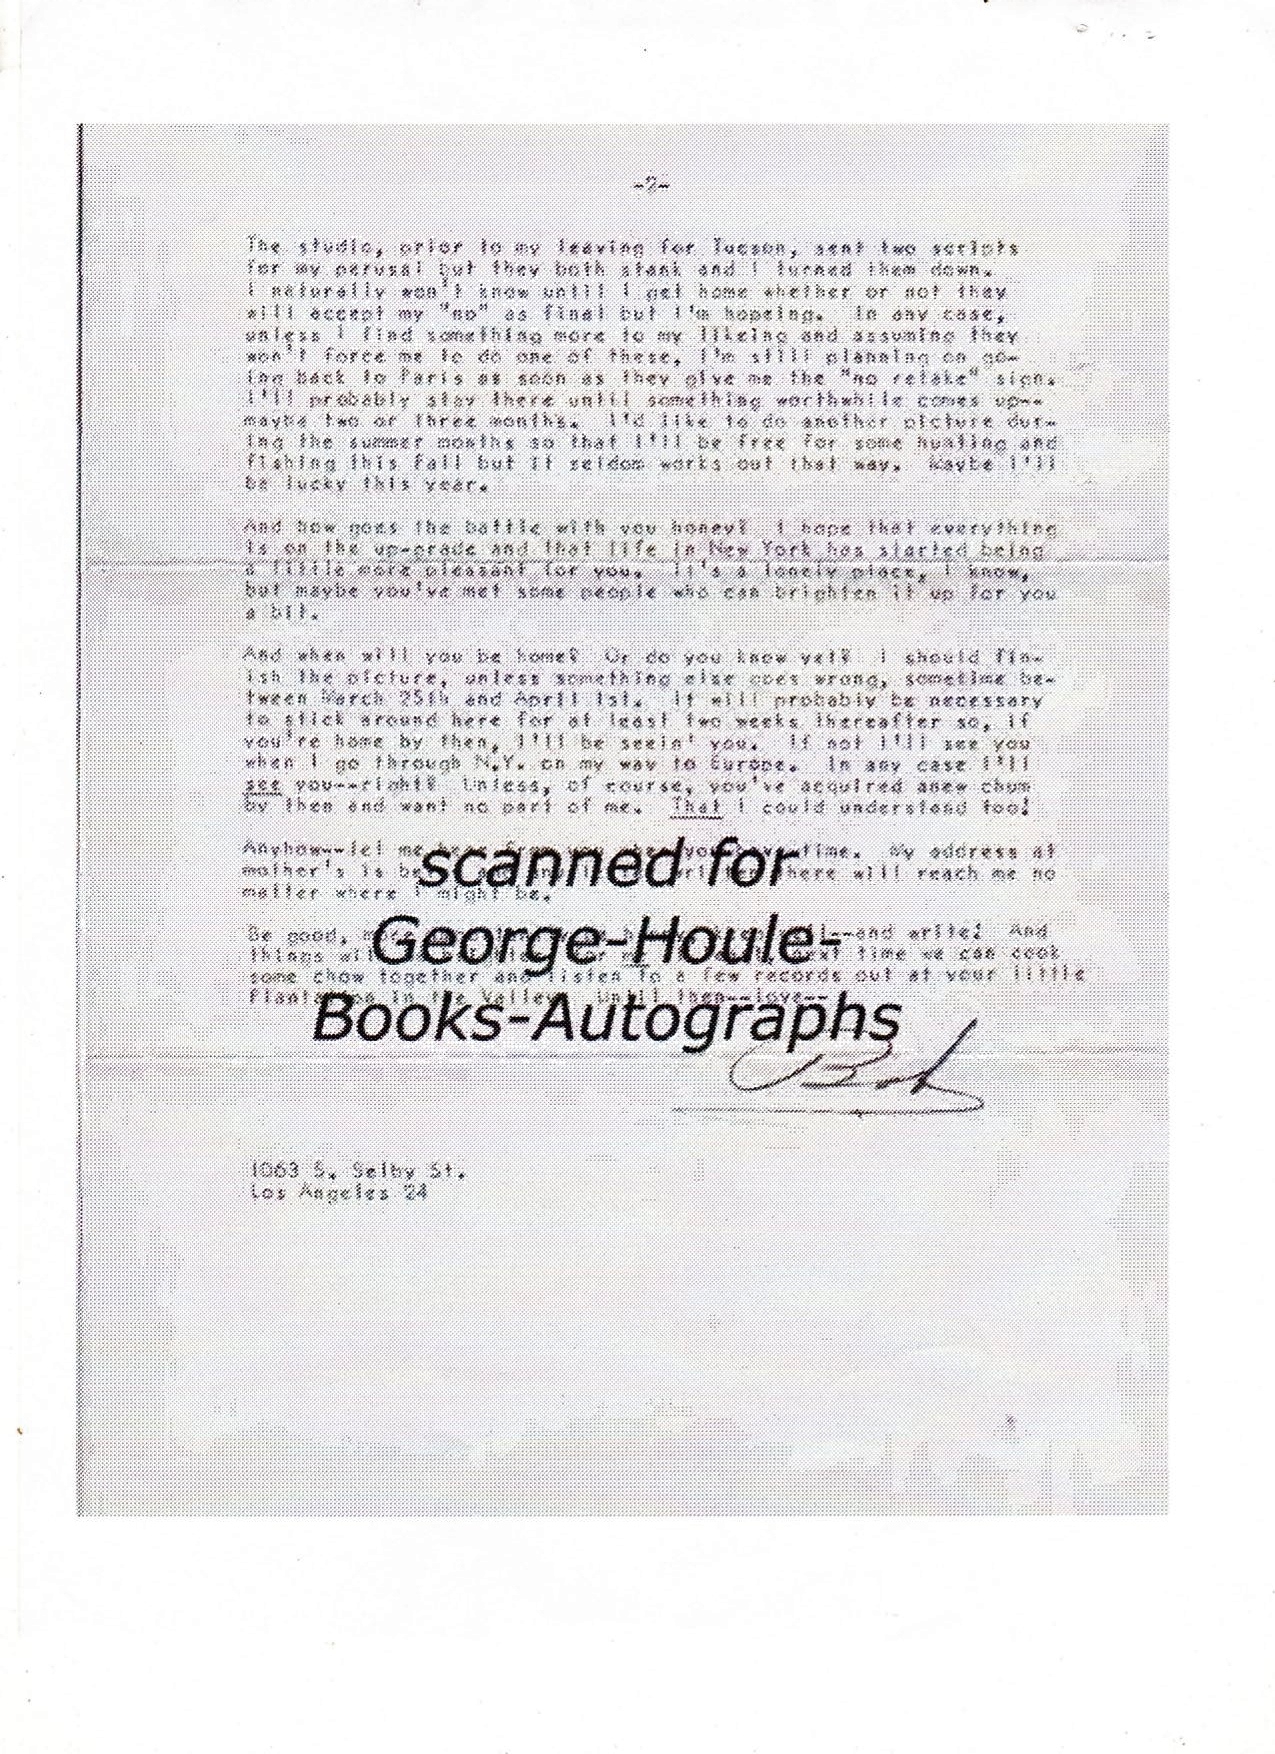 -2-
The studio, prior to my leaving for Tucson, sent two scripts
for my perusal but they both stank and I turned them down.
I naturally won't know until I get home whether or not they
will accept my "no" as final but I'm hopeing. In any case,
unless I find something more to my likeing and assuming they
won't force me to do one of these, I'm still planning on go-
ing back to Paris as soon as they give me the "no retake" sign.
I'll probably stay there until something worthwhile comes up--
maybe two or three months. I'd like to do another picture dur-
ing the summer months so that I'll be free for some hunting and
fishing this Fall but it seldom works out that way. Maybe I'll
be lucky this year.
And how goes the battle with you honey? I hope that everything
is on the up-grade and that life in New York has started being
a little more pleasant for you. It's a lonely place, I know,
but maybe you've met some people who can brighten it up for you
a bit.
And when will you be home? Or do you know yet? I should fin-
ish the picture, unless something else goes wrong, sometime be-
tween March 25th and April 1st. It will probably be necessary
to stick around here for at least two weeks thereafter so, if
you're home by then, I'll be seein' you. If not I'll see you
when I go through N.Y. on my way to Europe. In any case I'll
see you--right? Unless, of course, you've acquired anew chum
by then and want no part of me. That I could understand too!
Anyhow--let me hear from you when you have time. My address at
mother's is here will reach me no
matter where I might be.
Be good, --and write! And
things time we can cook
some chow together and listen to a few records out at your little
Plantation in the Valley. Until then--love--
scanned for
George-Houle-
Books-Autographs
Bob
1063 S. Selby St.
Los Angeles 24